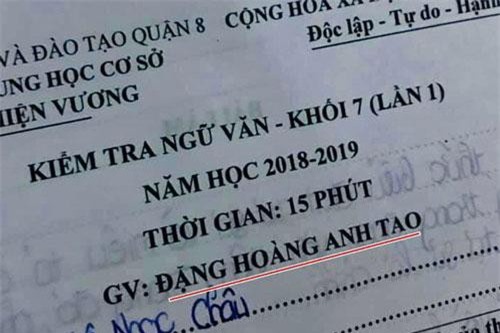 VÀ ĐÀO TẠO QUẬN 8
UNG HỌC CƠ SỞ
HIỆN VƯƠNG
CỘNG HÒA XÃ
Độc lập - Tự do - Hạnh
KIỂM TRA NGỮ VĂN - KHỐI 7 (LẦN 1)
NĂM HỌC 2018-2019
THỜI GIAN: 15 PHÚT
GV: ĐẶNG HOÀNG ANH TAO
Ngọc Châu